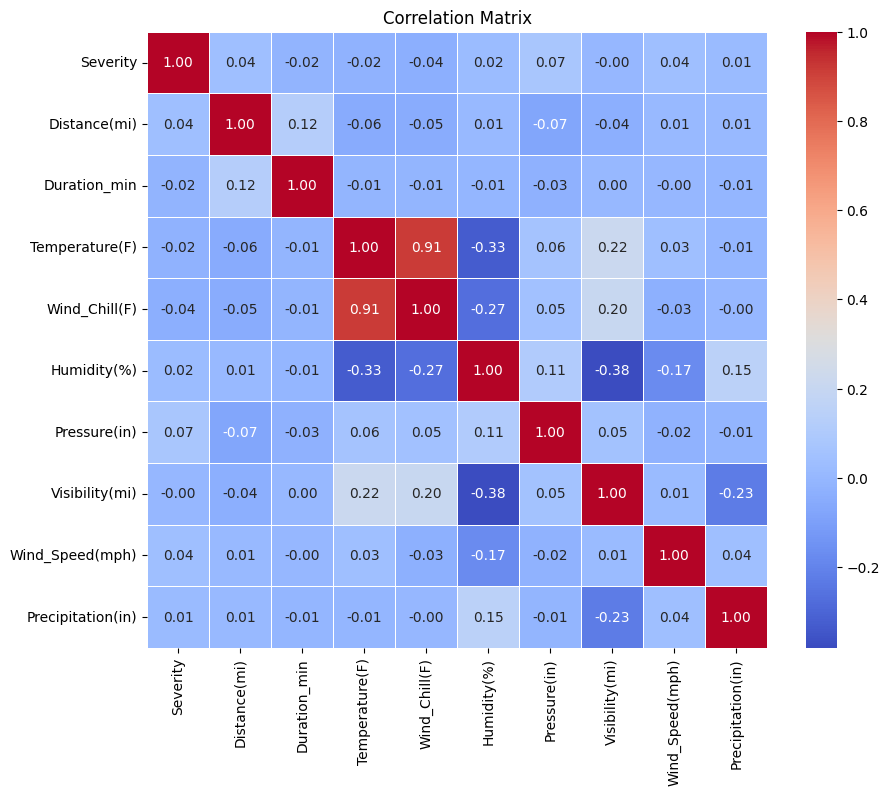 Correlation Matrix
Severity 1.00 0.04 -0.02 -0.02 -0.04 0.02 0.07 -0.00 0.04 0.01
Distance(mi) 0.04 1.00 0.12 -0.06 -0.05 0.01 -0.07 -0.04 0.01 0.01
Duration_min -0.02 0.12 1.00 -0.01 -0.01 -0.01 -0.03 0.00 -0.00 -0.01
Temperature(F) -0.02 -0.06 -0.01 1.00 0.91 -0.33 0.06 0.22 0.03 -0.01
Wind_Chill(F) -0.04 -0.05 -0.01 0.91 1.00 -0.27 0.05 0.20 -0.03 -0.00
Humidity(%) 0.02 0.01 -0.01 -0.33 -0.27 1.00 0.11 -0.38 -0.17 0.15
Pressure(in) 0.07 -0.07 -0.03 0.06 0.05 0.11 1.00 0.05 -0.02 -0.01
Visibility(mi) -0.00 -0.04 0.00 0.22 0.20 -0.38 0.05 1.00 0.01 -0.23
Wind_Speed(mph) 0.04 0.01 -0.00 0.03 -0.03 -0.17 -0.02 0.01 1.00 0.04
Precipitation(in) 0.01 0.01 -0.01 -0.01 -0.00 0.15 -0.01 -0.23 0.04 1.00
Severity
Distance(mi)
Duration_min
Temperature(F)
Wind_Chill(F)
Humidity(%)
Pressure(in)
Visibility(mi)
Wind_Speed(mph)
Precipitation(in)
1.0
0.8
0.6
0.4
0.2
0.0
−0.2